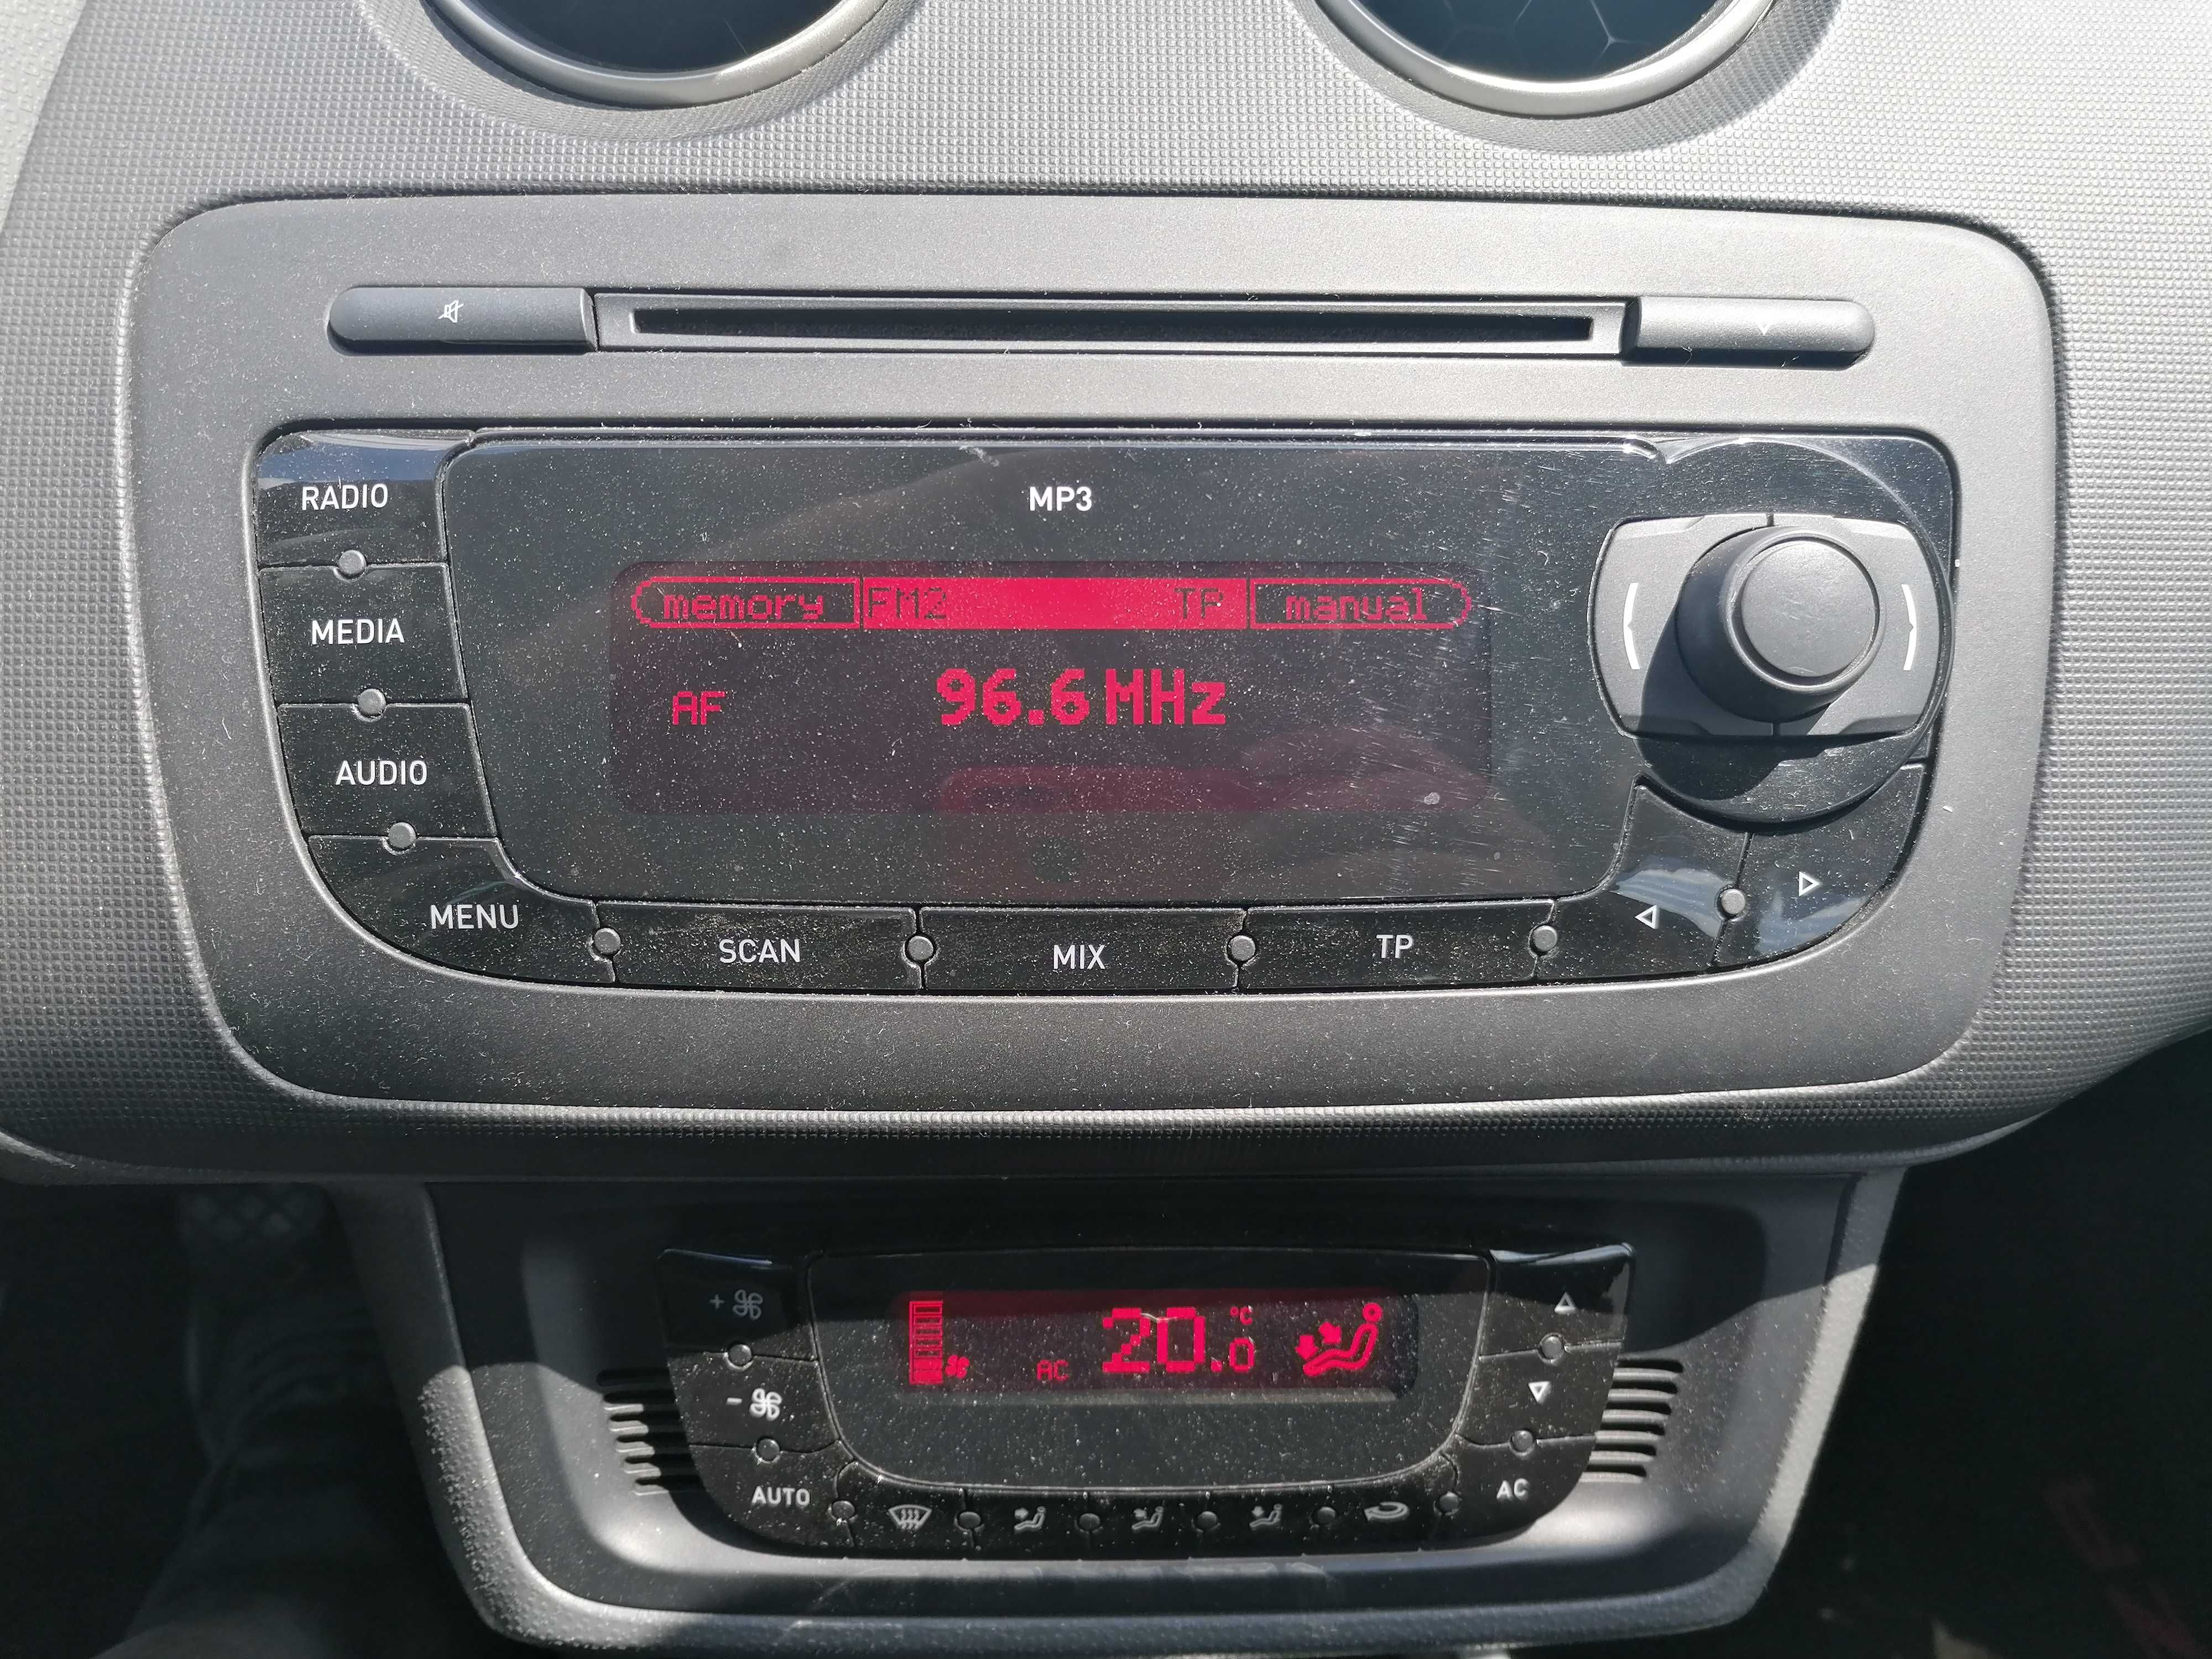 RADIO
MP3
memory FM2 TP manual
MEDIA
AF 96.6 MHz
AUDIO
MENU
SCAN
MIX
TP
+
AC 20.0 °C
-
AUTO
AC